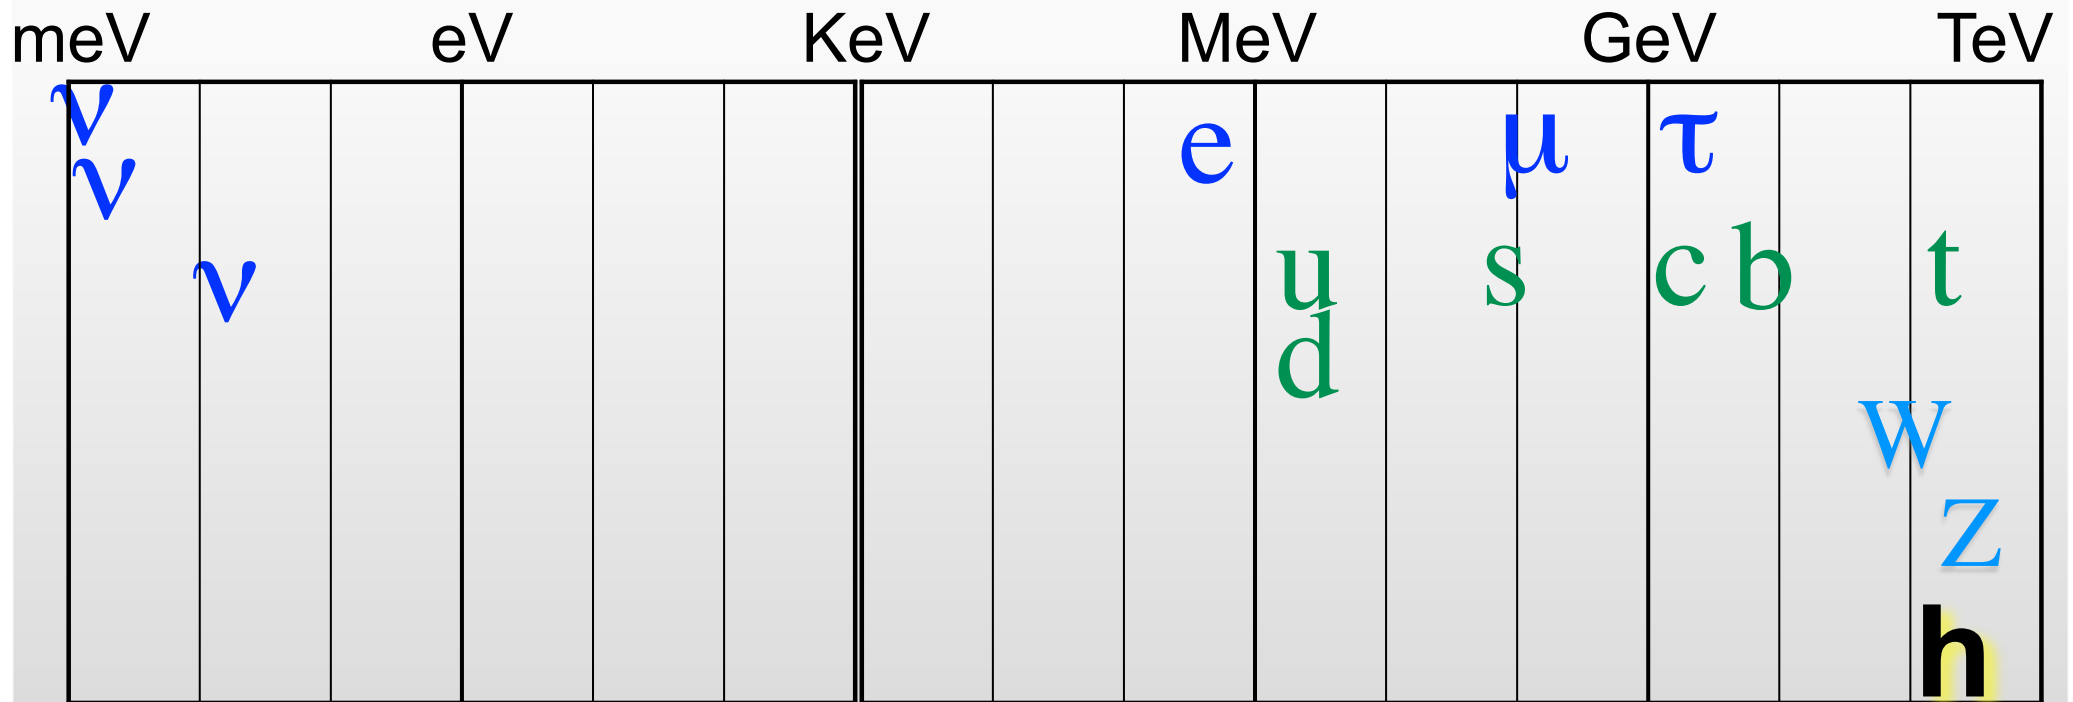 meV eV KeV MeV GeV TeV
ν
e μ τ
ν
u s c b t
ν
d
w
z
h